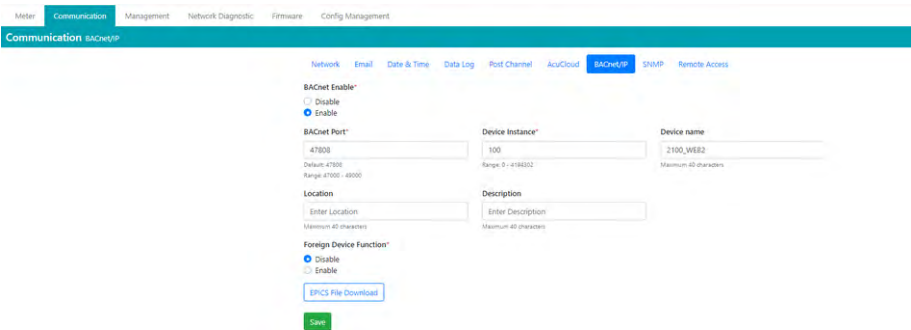 Meter Communication Management Network Diagnostic Firmware Config Management
Communication BACnet/IP
Network Email Date & Time Data Log Post Channel AcuCloud BACnet/IP SNMP Remote Access
BACnet Enable*
Disable
Enable
BACnet Port* Device Instance* Device name
47808 100 2100_WEB2
Default: 47808 Range: 0 - 4194302 Maximum 40 characters
Range: 47000 - 49000
Location Description
Enter Location Enter Description
Maximum 40 characters Maximum 40 characters
Foreign Device Function*
Disable
Enable
EPICS File Download
Save